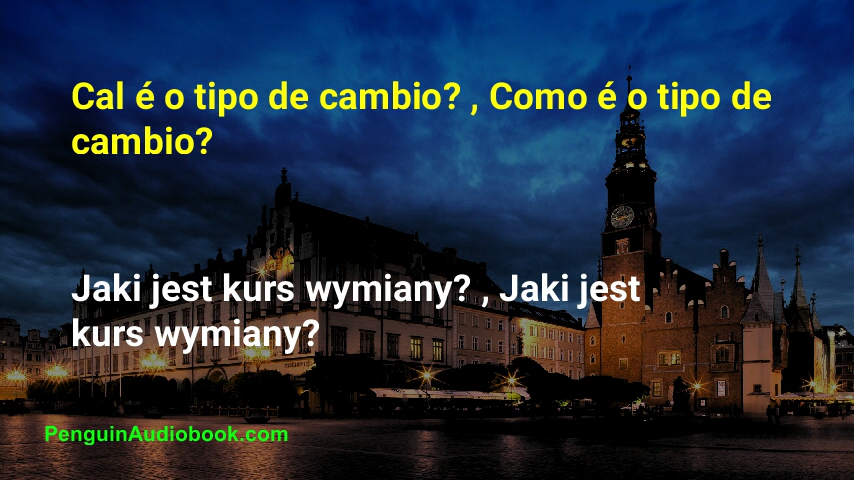 Cal é o tipo de cambio? , Como é o tipo de
cambio?
Jaki jest kurs wymiany? , Jaki jest
kurs wymiany?
PenguinAudiobook.com